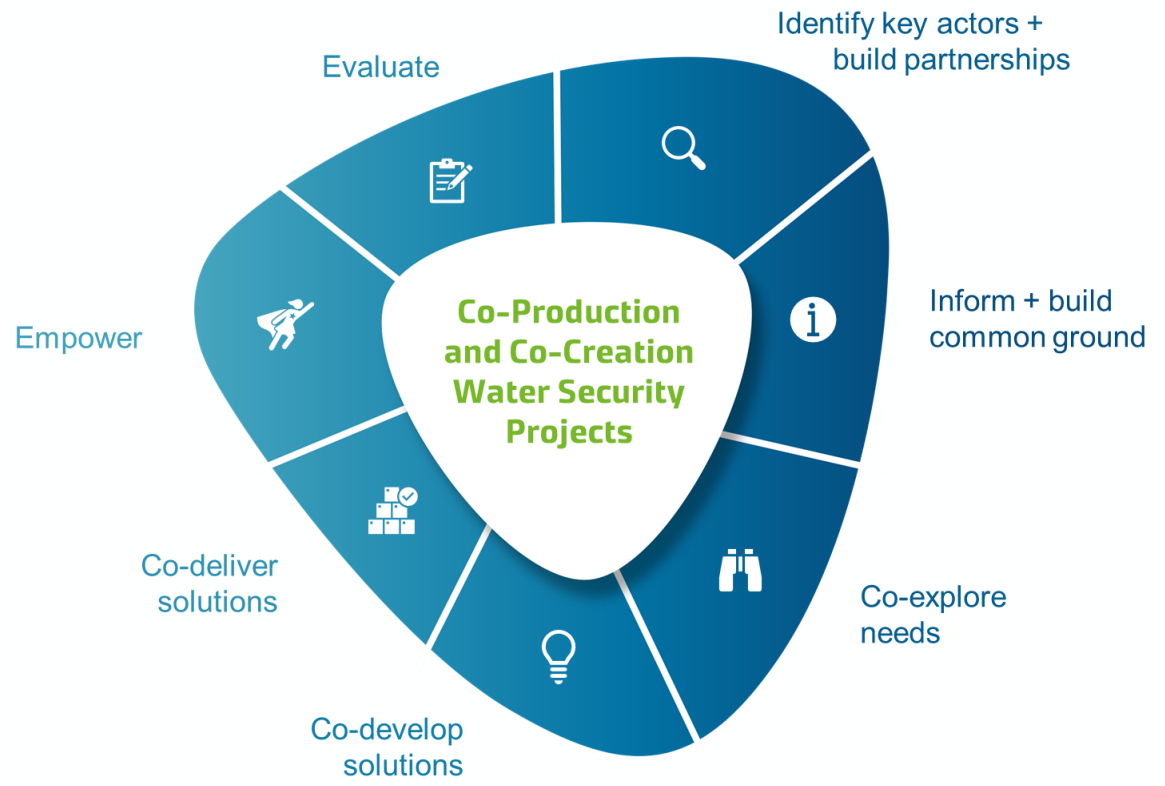 Identify key actors +
build partnerships
Evaluate
Inform + build
common ground
Co-Production
and Co-Creation
Water Security
Projects
Empower
Co-deliver
solutions
Co-explore
needs
Co-develop
solutions